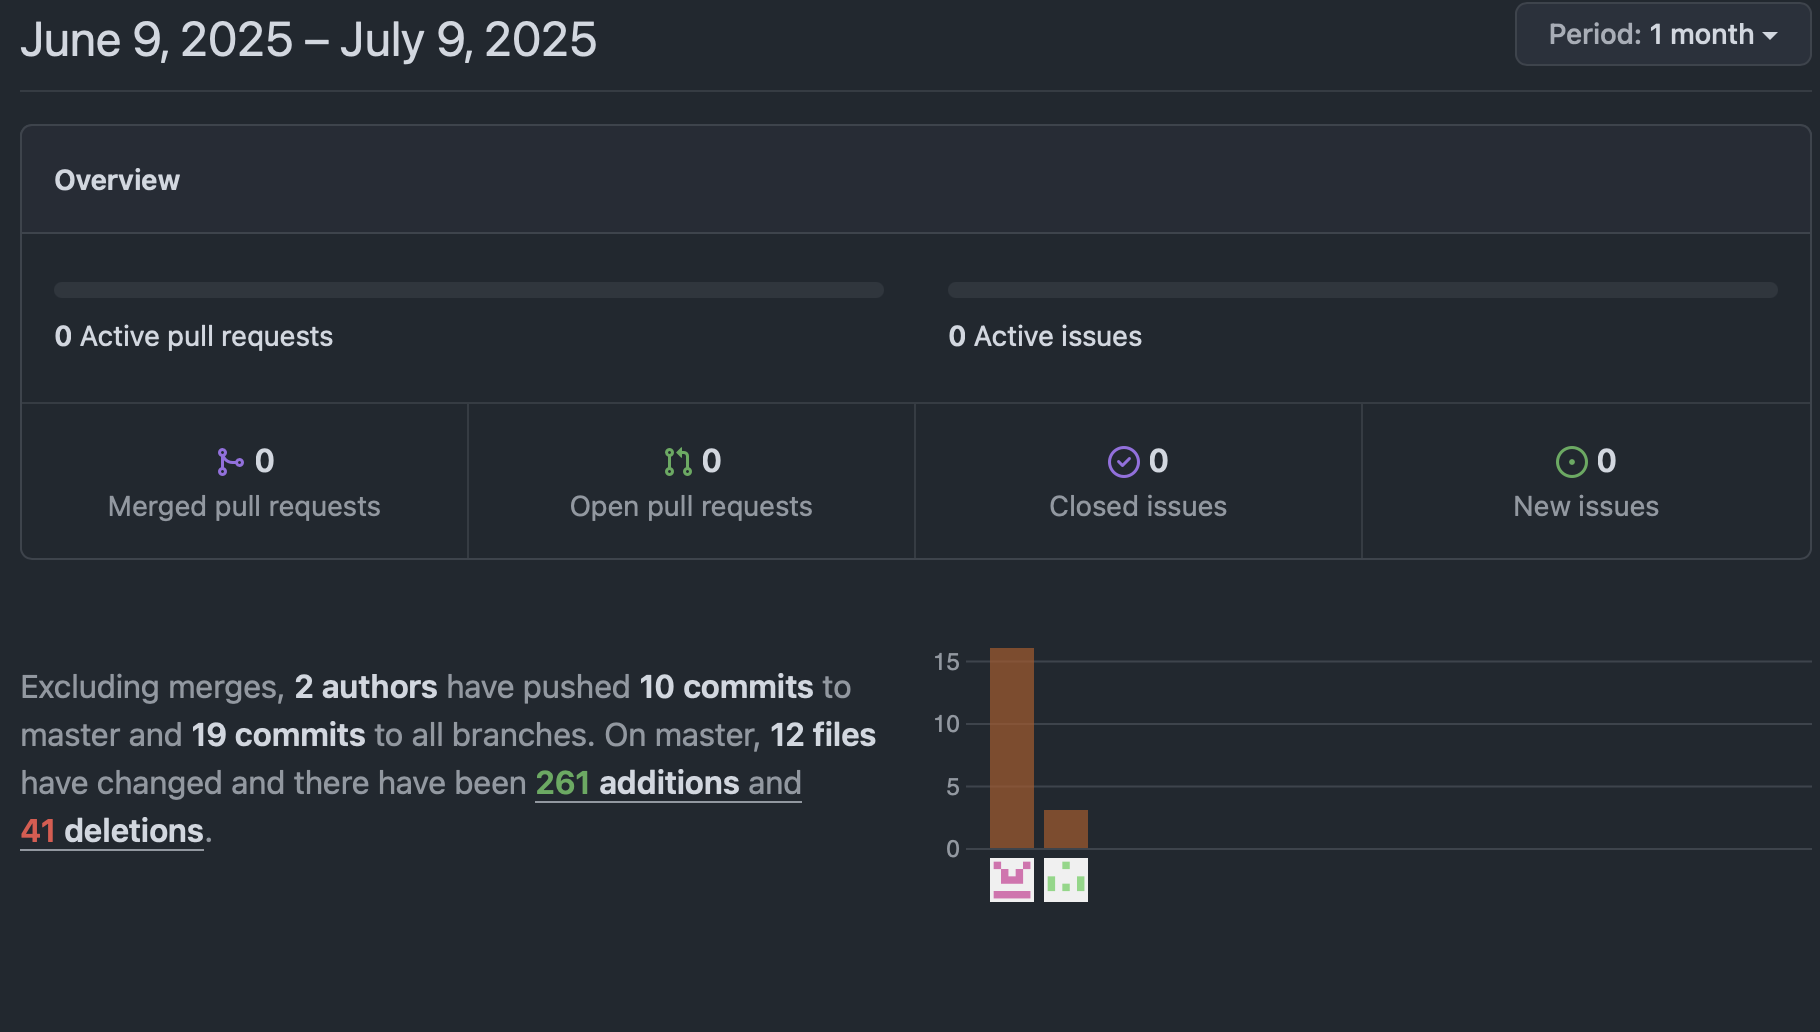 June 9, 2025 – July 9, 2025
Period: 1 month
Overview
0 Active pull requests
0 Active issues
0
Merged pull requests
0
Open pull requests
0
Closed issues
0
New issues
Excluding merges, 2 authors have pushed 10 commits to
master and 19 commits to all branches. On master, 12 files
have changed and there have been 261 additions and
41 deletions.
15
10
5
0